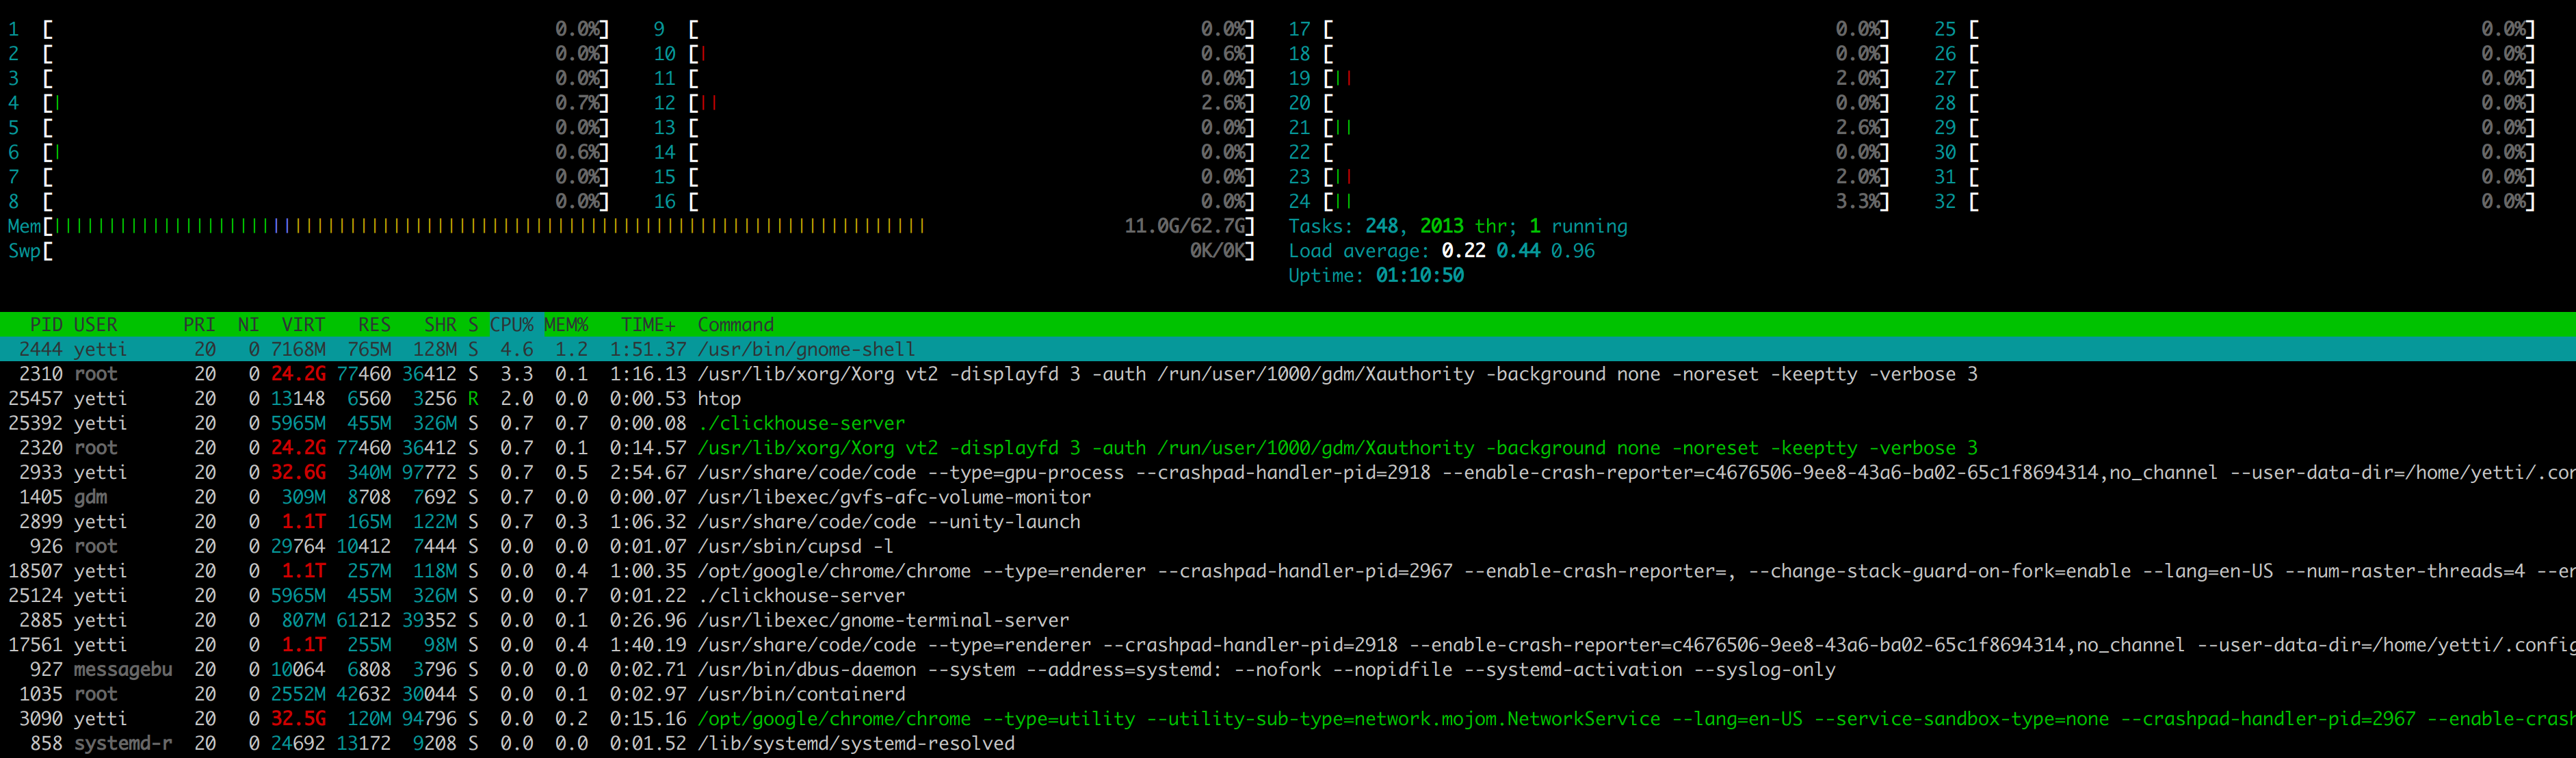 1 [ 0.0%] 9 [ 0.0%] 17 [ 0.0%] 25 [ 0.0%]
2 [ 0.0%] 10 [| 0.6%] 18 [ 0.0%] 26 [ 0.0%]
3 [ 0.0%] 11 [ 0.0%] 19 [|| 2.0%] 27 [ 0.0%]
4 [| 0.7%] 12 [|| 2.6%] 20 [ 0.0%] 28 [ 0.0%]
5 [ 0.0%] 13 [ 0.0%] 21 [|| 2.6%] 29 [ 0.0%]
6 [| 0.6%] 14 [ 0.0%] 22 [ 0.0%] 30 [ 0.0%]
7 [ 0.0%] 15 [ 0.0%] 23 [|| 2.0%] 31 [ 0.0%]
8 [ 0.0%] 16 [ 0.0%] 24 [|| 3.3%] 32 [ 0.0%]
Mem[|||||||||||||||||||||||||||||||||||||||||||||||||||||||||||||||||||||||||||||||| 11.0G/62.7G] Tasks: 248, 2013 thr; 1 running
Swp[ 0K/0K] Load average: 0.22 0.44 0.96
Uptime: 01:10:50
PID USER PRI NI VIRT RES SHR S CPU% MEM% TIME+ Command
2444 yetti 20 0 7168M 765M 128M S 4.6 1.2 1:51.37 /usr/bin/gnome-shell
2310 root 20 0 24.2G 77460 36412 S 3.3 0.1 1:16.13 /usr/lib/xorg/Xorg vt2 -displayfd 3 -auth /run/user/1000/gdm/Xauthority -background none -noreset -keeptty -verbose 3
25457 yetti 20 0 13148 6560 3256 R 2.0 0.0 0:00.53 htop
25392 yetti 20 0 5965M 455M 326M S 0.7 0.7 0:00.08 ./clickhouse-server
2320 root 20 0 24.2G 77460 36412 S 0.7 0.1 0:14.57 /usr/lib/xorg/Xorg vt2 -displayfd 3 -auth /run/user/1000/gdm/Xauthority -background none -noreset -keeptty -verbose 3
2933 yetti 20 0 32.6G 340M 97772 S 0.7 0.5 2:54.67 /usr/share/code/code --type=gpu-process --crashpad-handler-pid=2918 --enable-crash-reporter=c4676506-9ee8-43a6-ba02-65c1f8694314,no_channel --user-data-dir=/home/yetti/.con
1405 gdm 20 0 309M 8708 7692 S 0.7 0.0 0:00.07 /usr/libexec/gvfs-afc-volume-monitor
2899 yetti 20 0 1.1T 165M 122M S 0.7 0.3 1:06.32 /usr/share/code/code --unity-launch
926 root 20 0 29764 10412 7444 S 0.0 0.0 0:01.07 /usr/sbin/cupsd -l
18507 yetti 20 0 1.1T 257M 118M S 0.0 0.4 1:00.35 /opt/google/chrome/chrome --type=renderer --crashpad-handler-pid=2967 --enable-crash-reporter=, --change-stack-guard-on-fork=enable --lang=en-US --num-raster-threads=4 --en
25124 yetti 20 0 5965M 455M 326M S 0.0 0.7 0:01.22 ./clickhouse-server
2885 yetti 20 0 807M 61212 39352 S 0.0 0.1 0:26.96 /usr/libexec/gnome-terminal-server
17561 yetti 20 0 1.1T 255M 98M S 0.0 0.4 1:40.19 /usr/share/code/code --type=renderer --crashpad-handler-pid=2918 --enable-crash-reporter=c4676506-9ee8-43a6-ba02-65c1f8694314,no_channel --user-data-dir=/home/yetti/.config
927 messagebu 20 0 10064 6808 3796 S 0.0 0.0 0:02.71 /usr/bin/dbus-daemon --system --address=systemd: --nofork --nopidfile --systemd-activation --syslog-only
1035 root 20 0 2552M 42632 30044 S 0.0 0.1 0:02.97 /usr/bin/containerd
3090 yetti 20 0 32.5G 120M 94796 S 0.0 0.2 0:15.16 /opt/google/chrome/chrome --type=utility --utility-sub-type=network.mojom.NetworkService --lang=en-US --service-sandbox-type=none --crashpad-handler-pid=2967 --enable-crash
858 systemd-r 20 0 24692 13172 9208 S 0.0 0.0 0:01.52 /lib/systemd/systemd-resolved